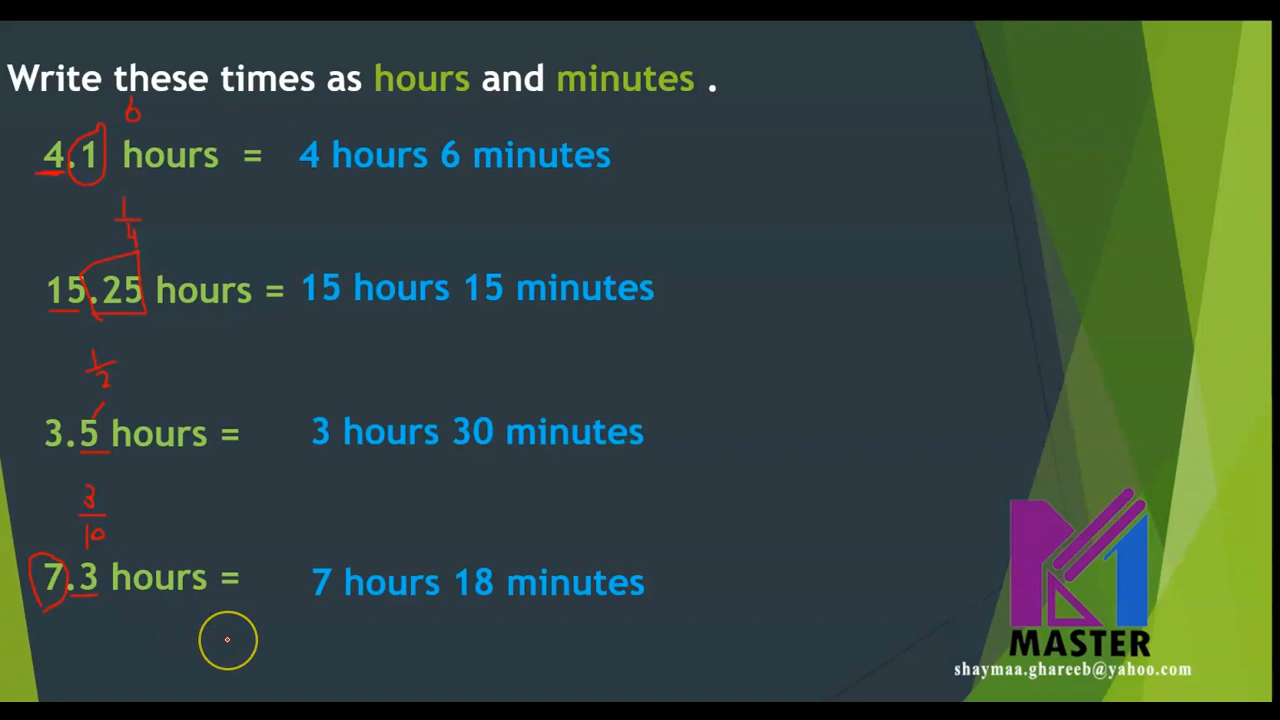 Write these times as hours and minutes .
6
4.1 hours = 4 hours 6 minutes
1/4
15.25 hours = 15 hours 15 minutes
1/2
3.5 hours = 3 hours 30 minutes
3/10
7.3 hours = 7 hours 18 minutes
MASTER
shaymaa.ghareeb@yahoo.com